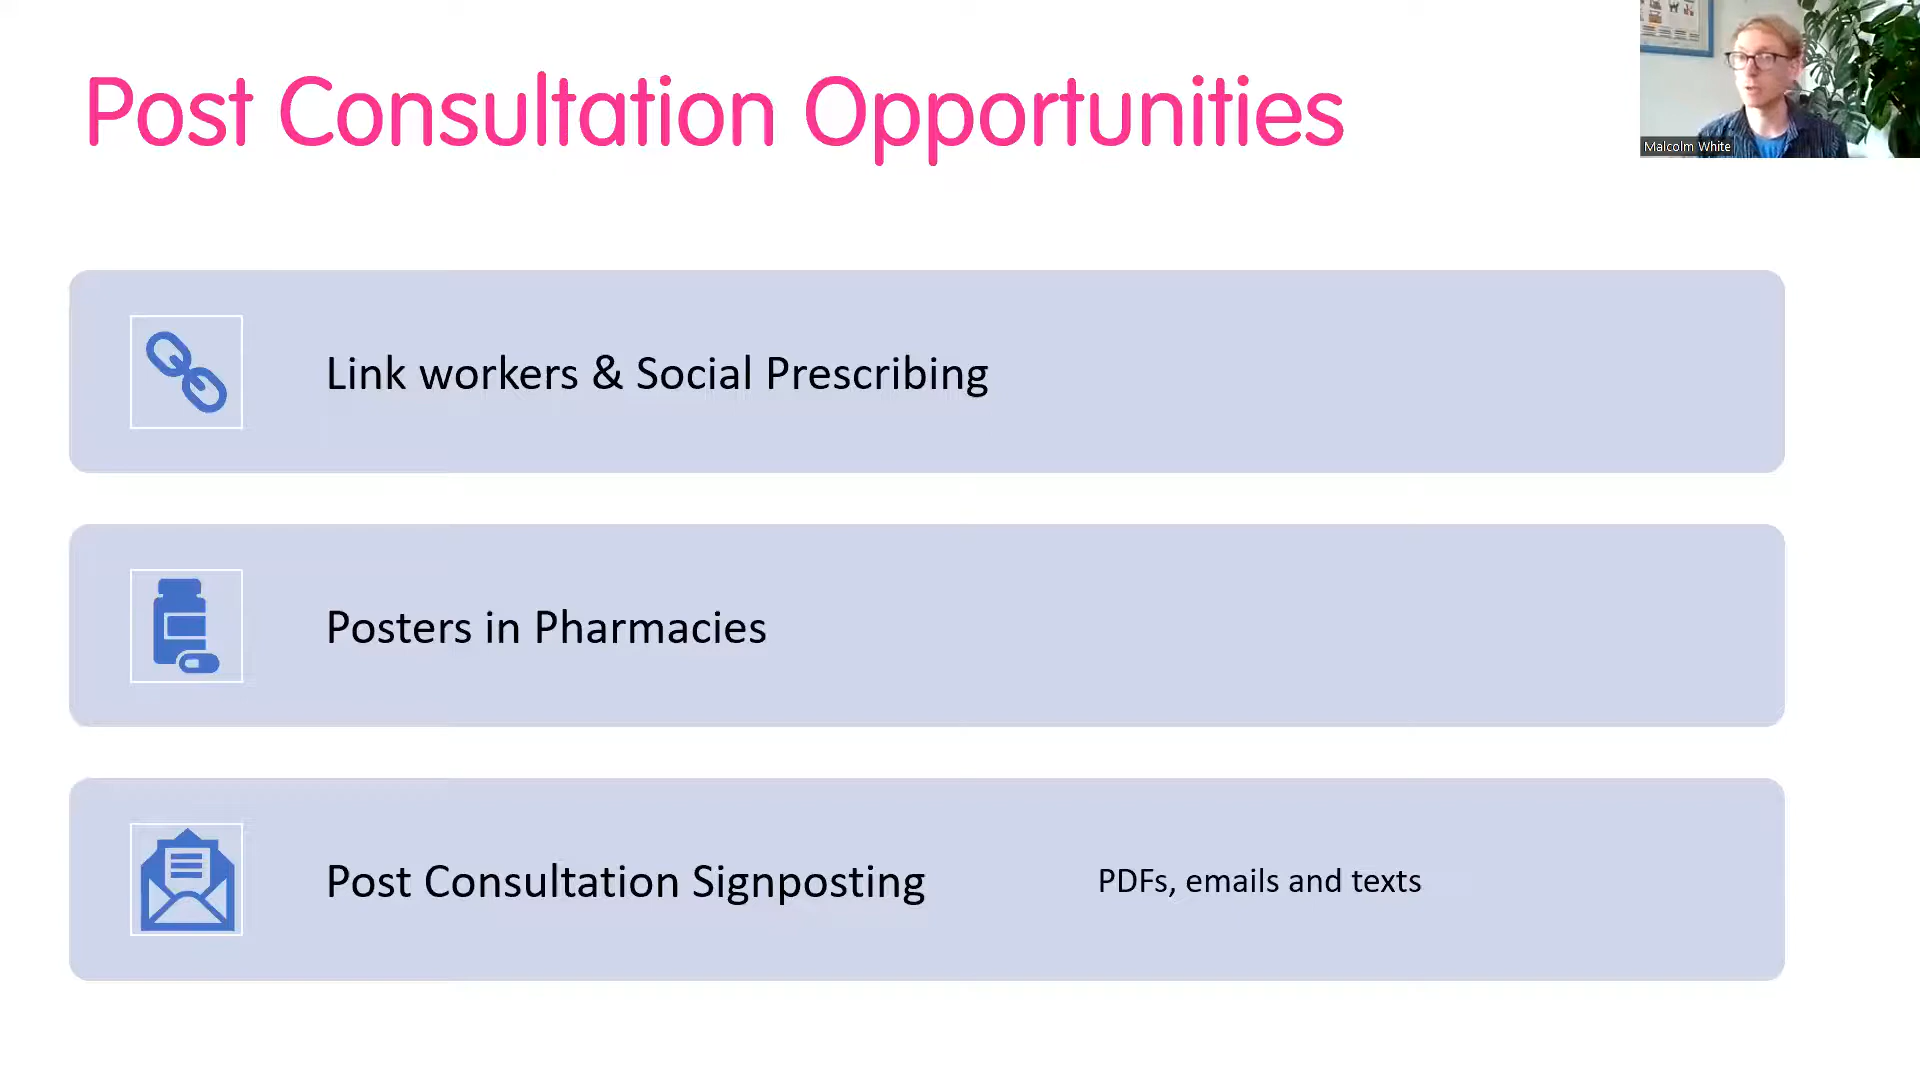 Post Consultation Opportunities
Malcolm White
Link workers & Social Prescribing
Posters in Pharmacies
Post Consultation Signposting
PDFs, emails and texts